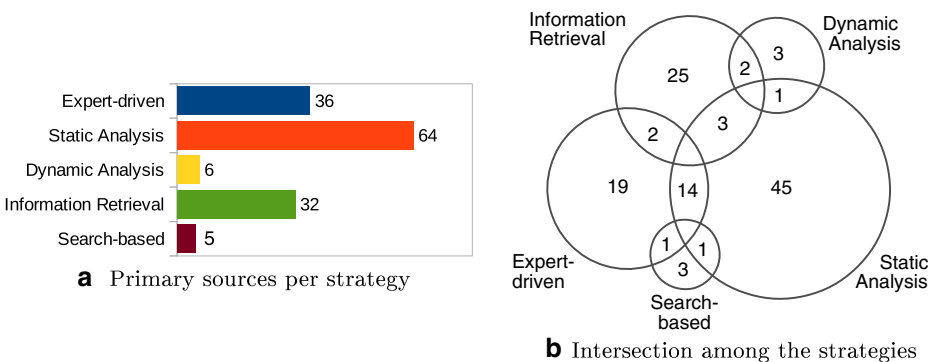 Expert-driven 36
Static Analysis 64
Dynamic Analysis 6
Information Retrieval 32
Search-based 5
a Primary sources per strategy
Information
Retrieval
Dynamic
Analysis
3
2
25
1
3
2
19
14
45
1
1
3
Expert-
driven
Static
Analysis
Search-
based
b Intersection among the strategies